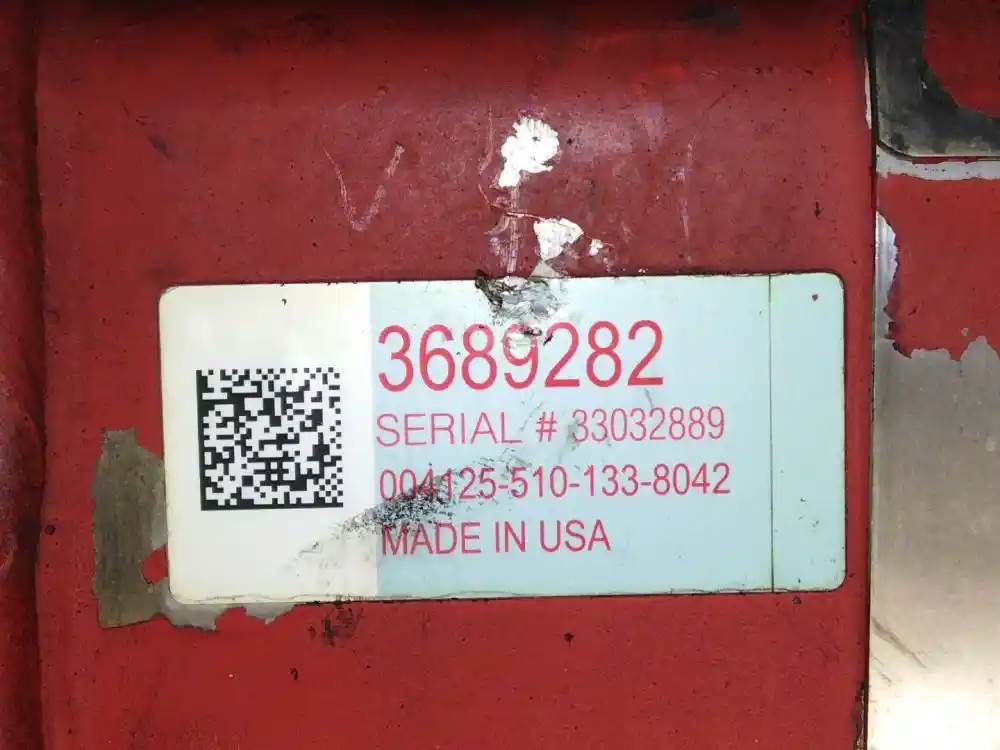 3689282
SERIAL # 33032889
004125-510-133-8042
MADE IN USA